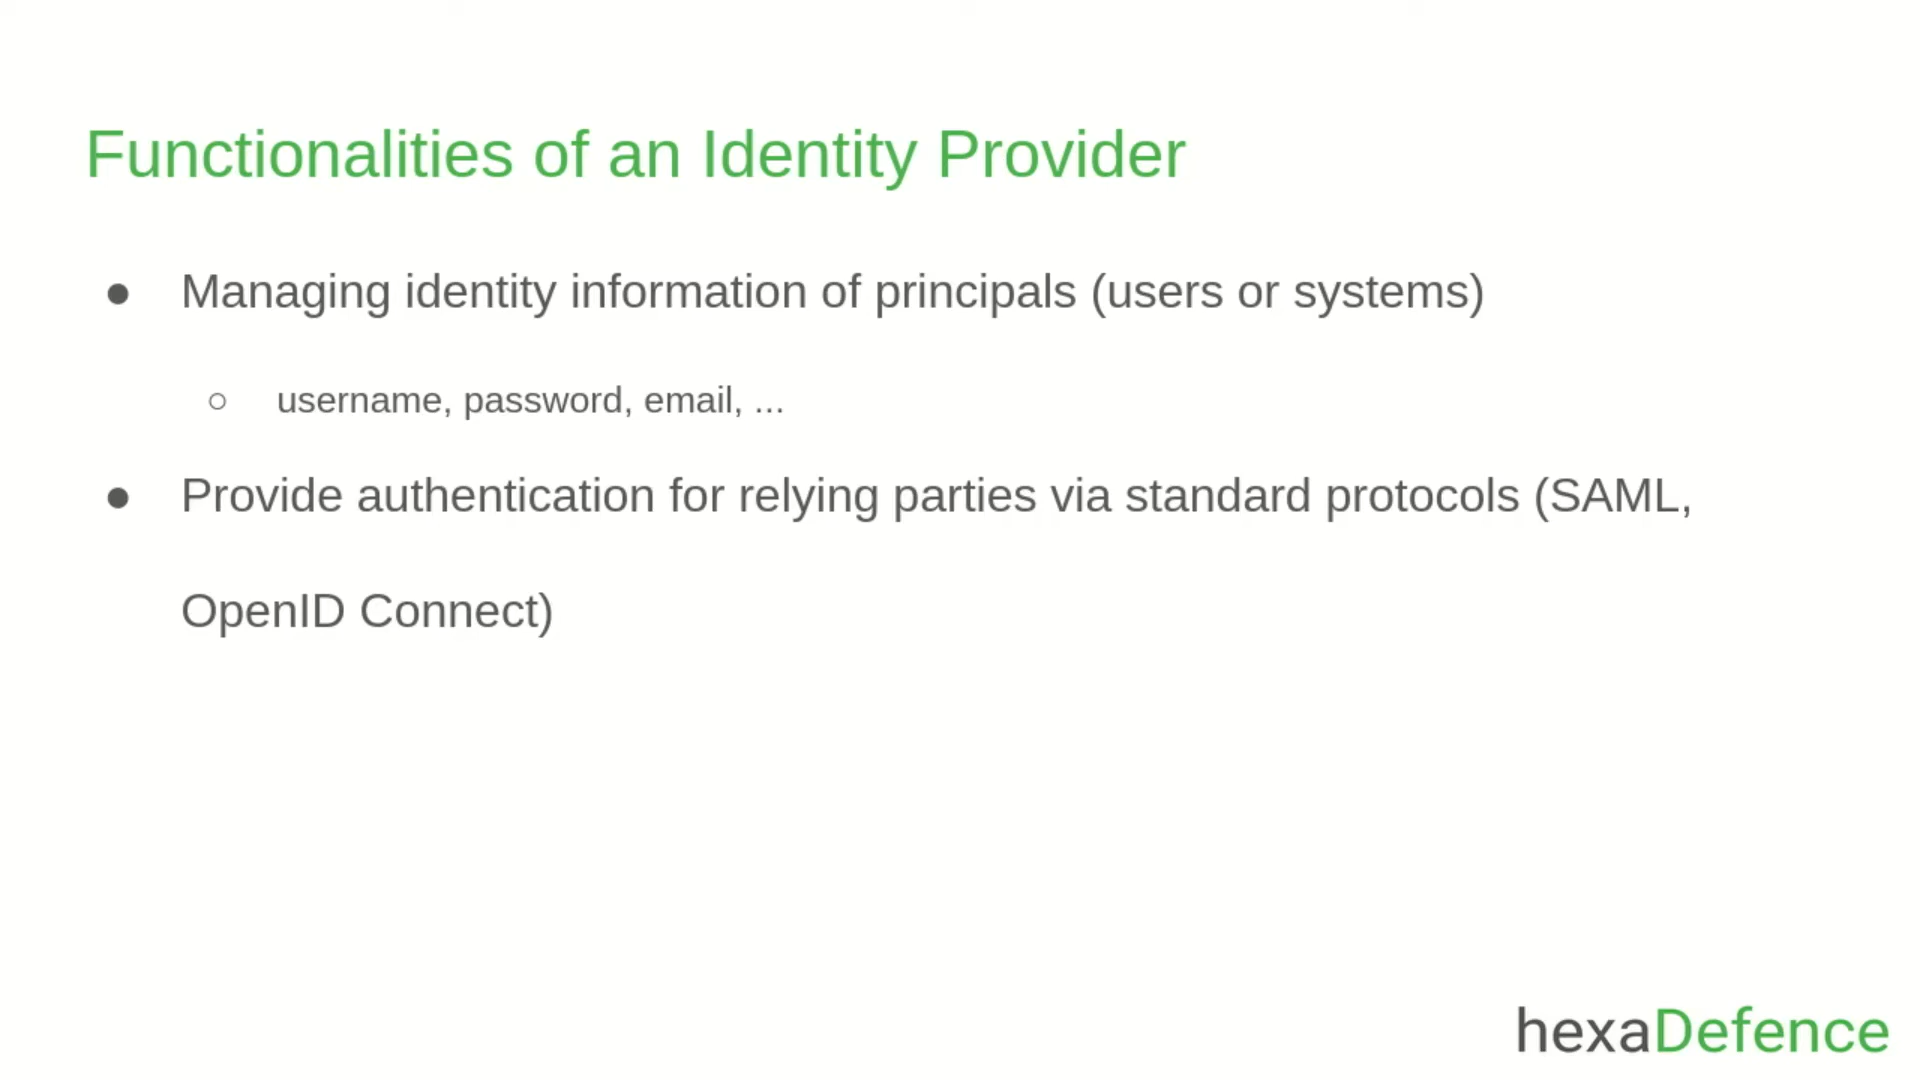 Functionalities of an Identity Provider
● Managing identity information of principals (users or systems)
○ username, password, email, ...
● Provide authentication for relying parties via standard protocols (SAML,
OpenID Connect)
hexaDefence